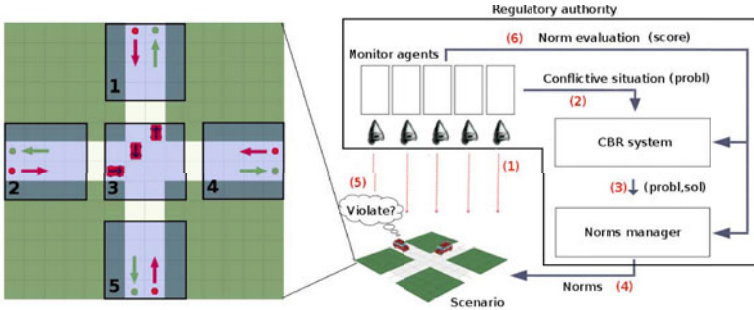 Regulatory authority
(6) Norm evaluation (score)
Monitor agents
Conflictive situation (probl)
(2)
CBR system
(1)
(3) (probl,sol)
(5)
Violate?
Norms manager
Norms (4)
Scenario
1
2 3 4
5